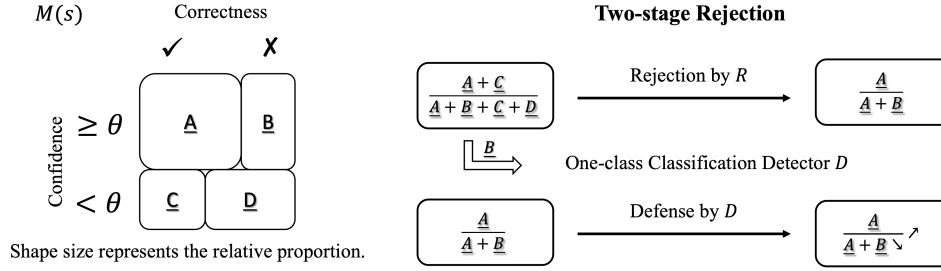 M(s) Correctness
✓ ✗
Confidence
≥ θ A B
< θ C D
Shape size represents the relative proportion.
Two-stage Rejection
A + C
A + B + C + D
Rejection by R
A
A + B
B
One-class Classification Detector D
A
A + B
Defense by D
A
A + B ↘ ↗